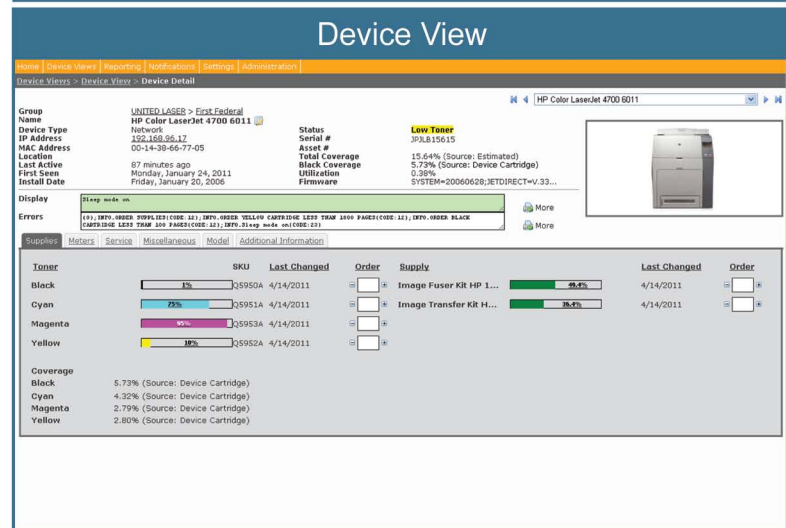 Device View
Home Device Views Reporting Notifications Settings Administration
Device Views > Device View > Device Detail
HP Color LaserJet 4700 6011
Group UNITED LASER > First Federal
Name HP Color LaserJet 4700 6011
Device Type Network Status Low Toner
IP Address 192.168.96.17 Serial # JPJLB15615
MAC Address 00-14-38-66-77-05 Asset #
Location Total Coverage 15.64% (Source: Estimated)
Last Active 87 minutes ago Black Coverage 5.73% (Source: Device Cartridge)
First Seen Monday, January 24, 2011 Utilization 0.38%
Install Date Friday, January 20, 2006 Firmware SYSTEM=20060628;JETDIRECT=V.33...
Display Sleep mode on More
Errors (0);INFO.ORDER SUPPLIES(CODE:12);INFO.ORDER YELLOW CARTRIDGE LESS THAN 1000 PAGES(CODE:12);INFO.ORDER BLACK
CARTRIDGE LESS THAN 100 PAGES(CODE:12);INFO.Sleep mode on(CODE:23) More
Supplies Meters Service Miscellaneous Model Additional Information
Toner SKU Last Changed Order Supply Last Changed Order
Black 1% Q5950A 4/14/2011 Image Fuser Kit HP 1... 49.4% 4/14/2011
Cyan 75% Q5951A 4/14/2011 Image Transfer Kit H... 36.4% 4/14/2011
Magenta 95% Q5953A 4/14/2011
Yellow 10% Q5952A 4/14/2011
Coverage
Black 5.73% (Source: Device Cartridge)
Cyan 4.32% (Source: Device Cartridge)
Magenta 2.79% (Source: Device Cartridge)
Yellow 2.80% (Source: Device Cartridge)